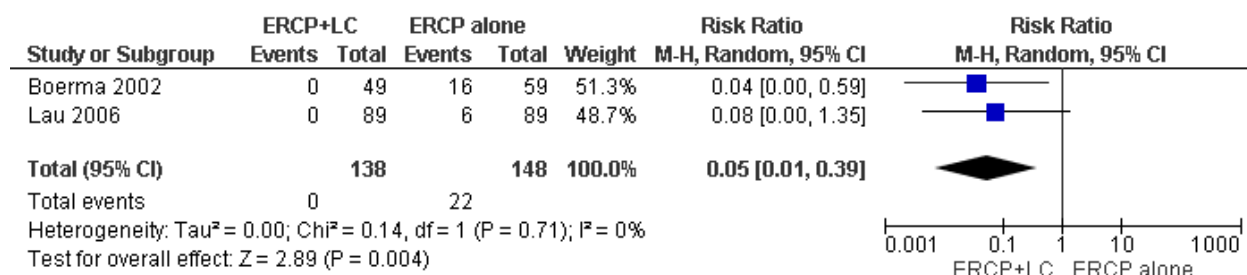 ERCP+LC ERCP alone Risk Ratio Risk Ratio
Study or Subgroup Events Total Events Total Weight M-H, Random, 95% CI M-H, Random, 95% CI
Boerma 2002 0 49 16 59 51.3% 0.04 [0.00, 0.59]
Lau 2006 0 89 6 89 48.7% 0.08 [0.00, 1.35]
Total (95% CI) 138 148 100.0% 0.05 [0.01, 0.39]
Total events 0 22
Heterogeneity: Tau² = 0.00; Chi² = 0.14, df = 1 (P = 0.71); I² = 0%
Test for overall effect: Z = 2.89 (P = 0.004)
0.001 0.1 1 10 1000
ERCP+LC ERCP alone